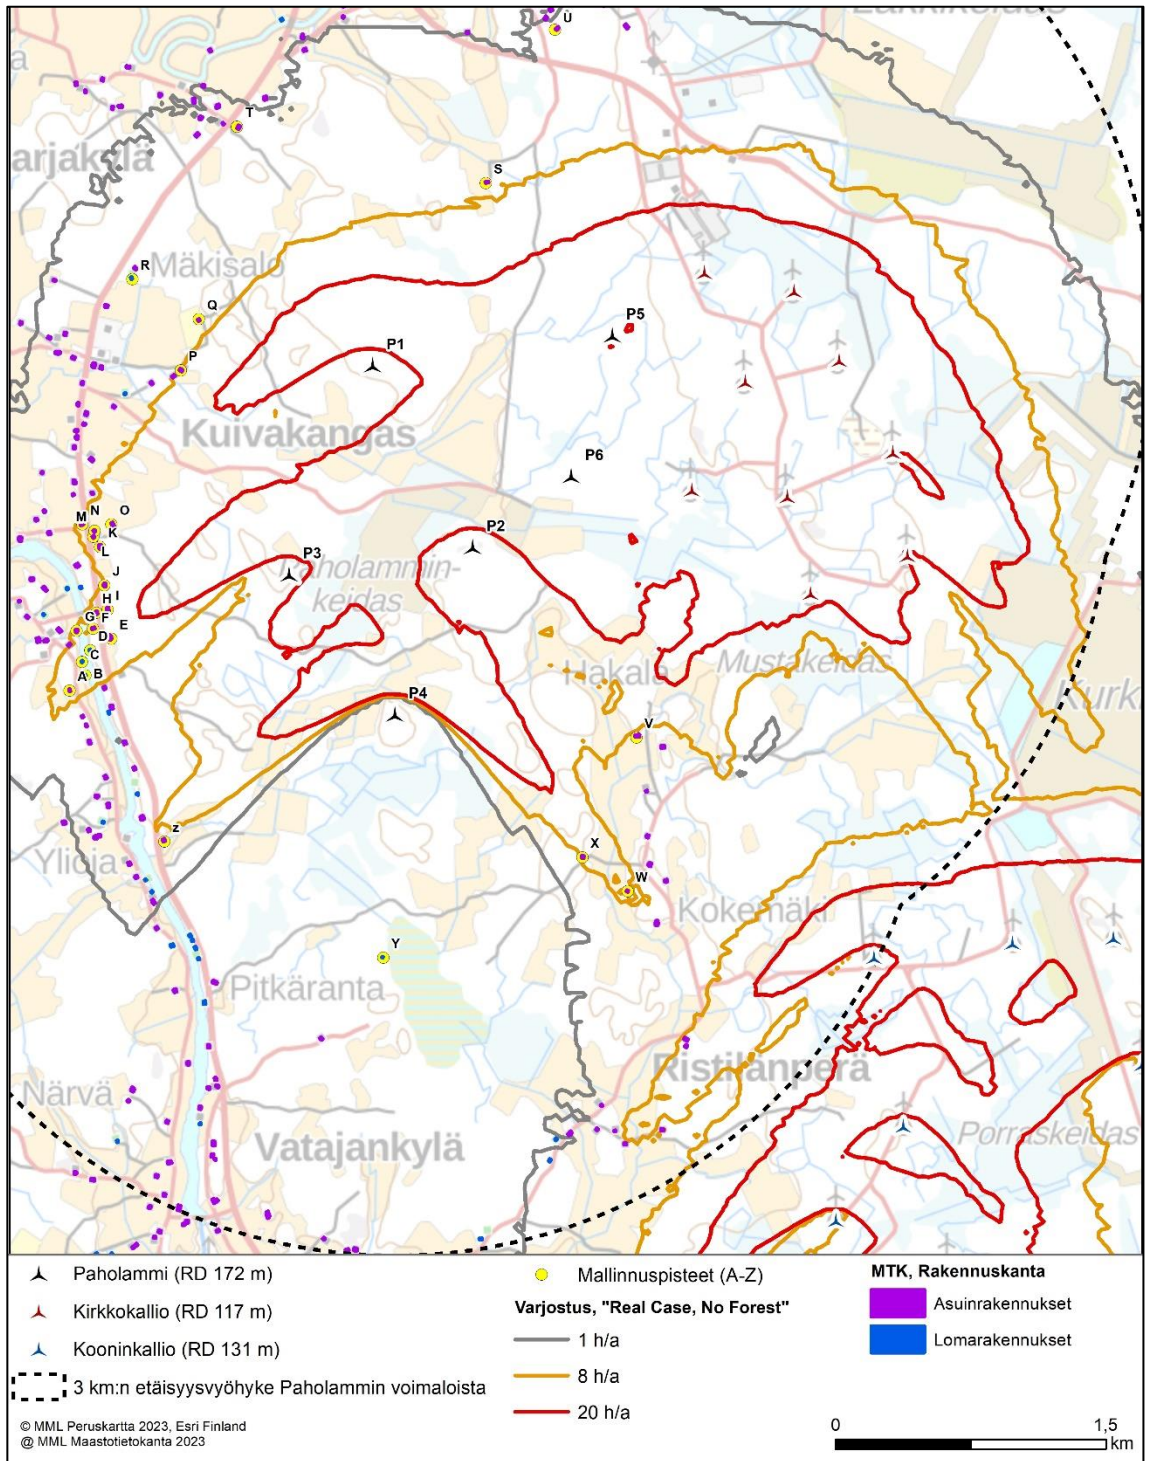 Lakkikeidas
Ü
a
T
arjakylä
S
R
Mäkisalo
Q
P5
P1
P
Kuivakangas
P6
M
N
O
K
L
P2
P3
J
Paholammin-
keidas
H
I
G
F
E
D
C
A
B
Hakala
Mustakeidas
Kurk
P4
V
z
X
Ylioja
W
Kokemäki
Y
Pitkäranta
Ristilänperä
Närvä
Vatajankylä
Porraskeidas
Paholammi (RD 172 m)
Kirkkokallio (RD 117 m)
Kooninkallio (RD 131 m)
3 km:n etäisyysvyöhyke Paholammin voimaloista
© MML Peruskartta 2023, Esri Finland
@ MML Maastotietokanta 2023
Mallinnuspisteet (A-Z)
Varjostus, "Real Case, No Forest"
1 h/a
8 h/a
20 h/a
MTK, Rakennuskanta
Asuinrakennukset
Lomarakennukset
0 1,5
km